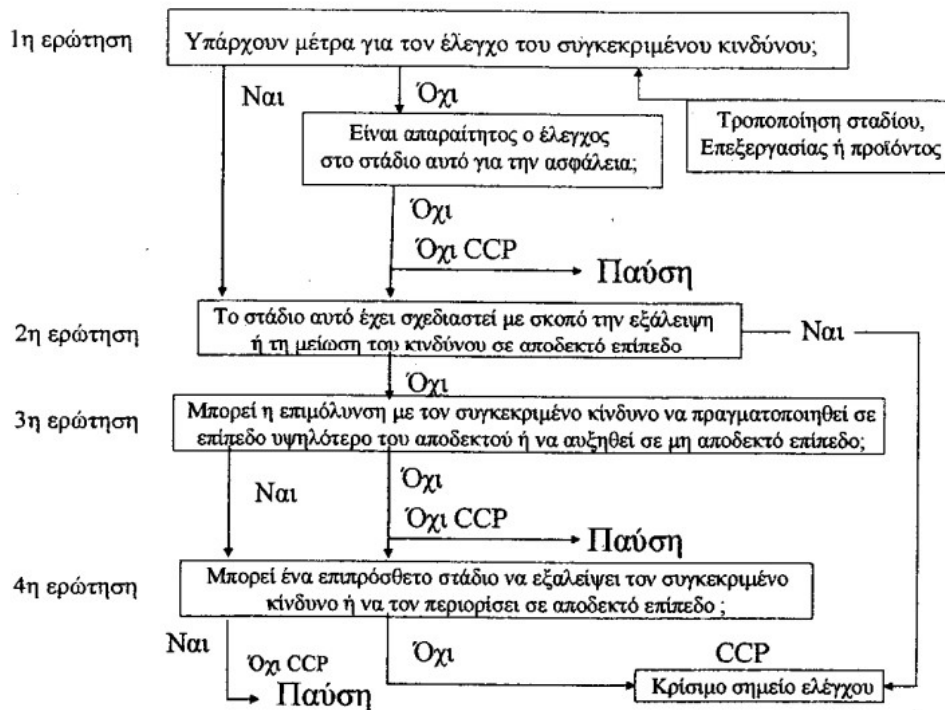 1η ερώτηση
Υπάρχουν μέτρα για τον έλεγχο του συγκεκριμένου κινδύνου;
Ναι
Όχι
Είναι απαραίτητος ο έλεγχος
στο στάδιο αυτό για την ασφάλεια;
Τροποποίηση σταδίου,
Επεξεργασίας ή προϊόντος
Όχι
Όχι CCP
Παύση
2η ερώτηση
Το στάδιο αυτό έχει σχεδιαστεί με σκοπό την εξάλειψη
ή τη μείωση του κινδύνου σε αποδεκτό επίπεδο
Ναι
Όχι
3η ερώτηση
Μπορεί η επιμόλυνση με τον συγκεκριμένο κίνδυνο να πραγματοποιηθεί σε
επίπεδο υψηλότερο του αποδεκτού ή να αυξηθεί σε μη αποδεκτό επίπεδο;
Ναι
Όχι
Όχι CCP
Παύση
4η ερώτηση
Μπορεί ένα επιπρόσθετο στάδιο να εξαλείψει τον συγκεκριμένο
κίνδυνο ή να τον περιορίσει σε αποδεκτό επίπεδο ;
Ναι
Όχι CCP
Παύση
Όχι
CCP
Κρίσιμο σημείο ελέγχου